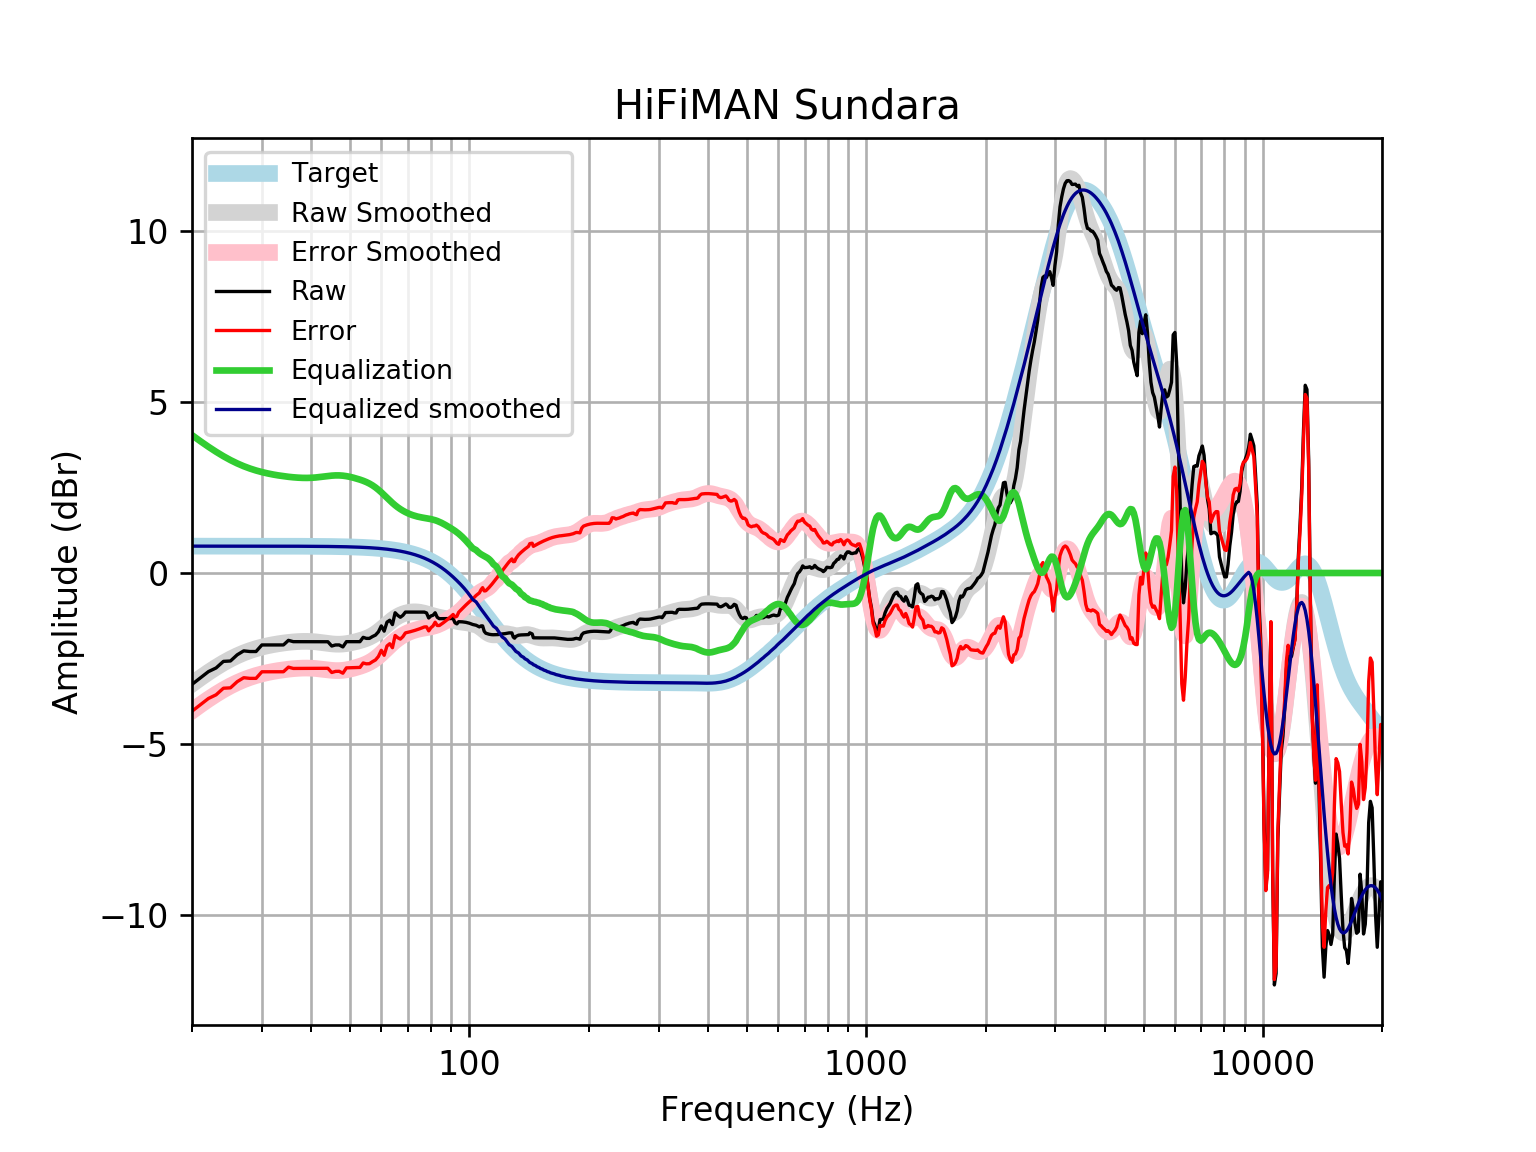 HiFiMAN Sundara
Target
Raw Smoothed
Error Smoothed
Raw
Error
Equalization
Equalized smoothed
10
5
0
−5
−10
Amplitude (dBr)
100
1000
10000
Frequency (Hz)